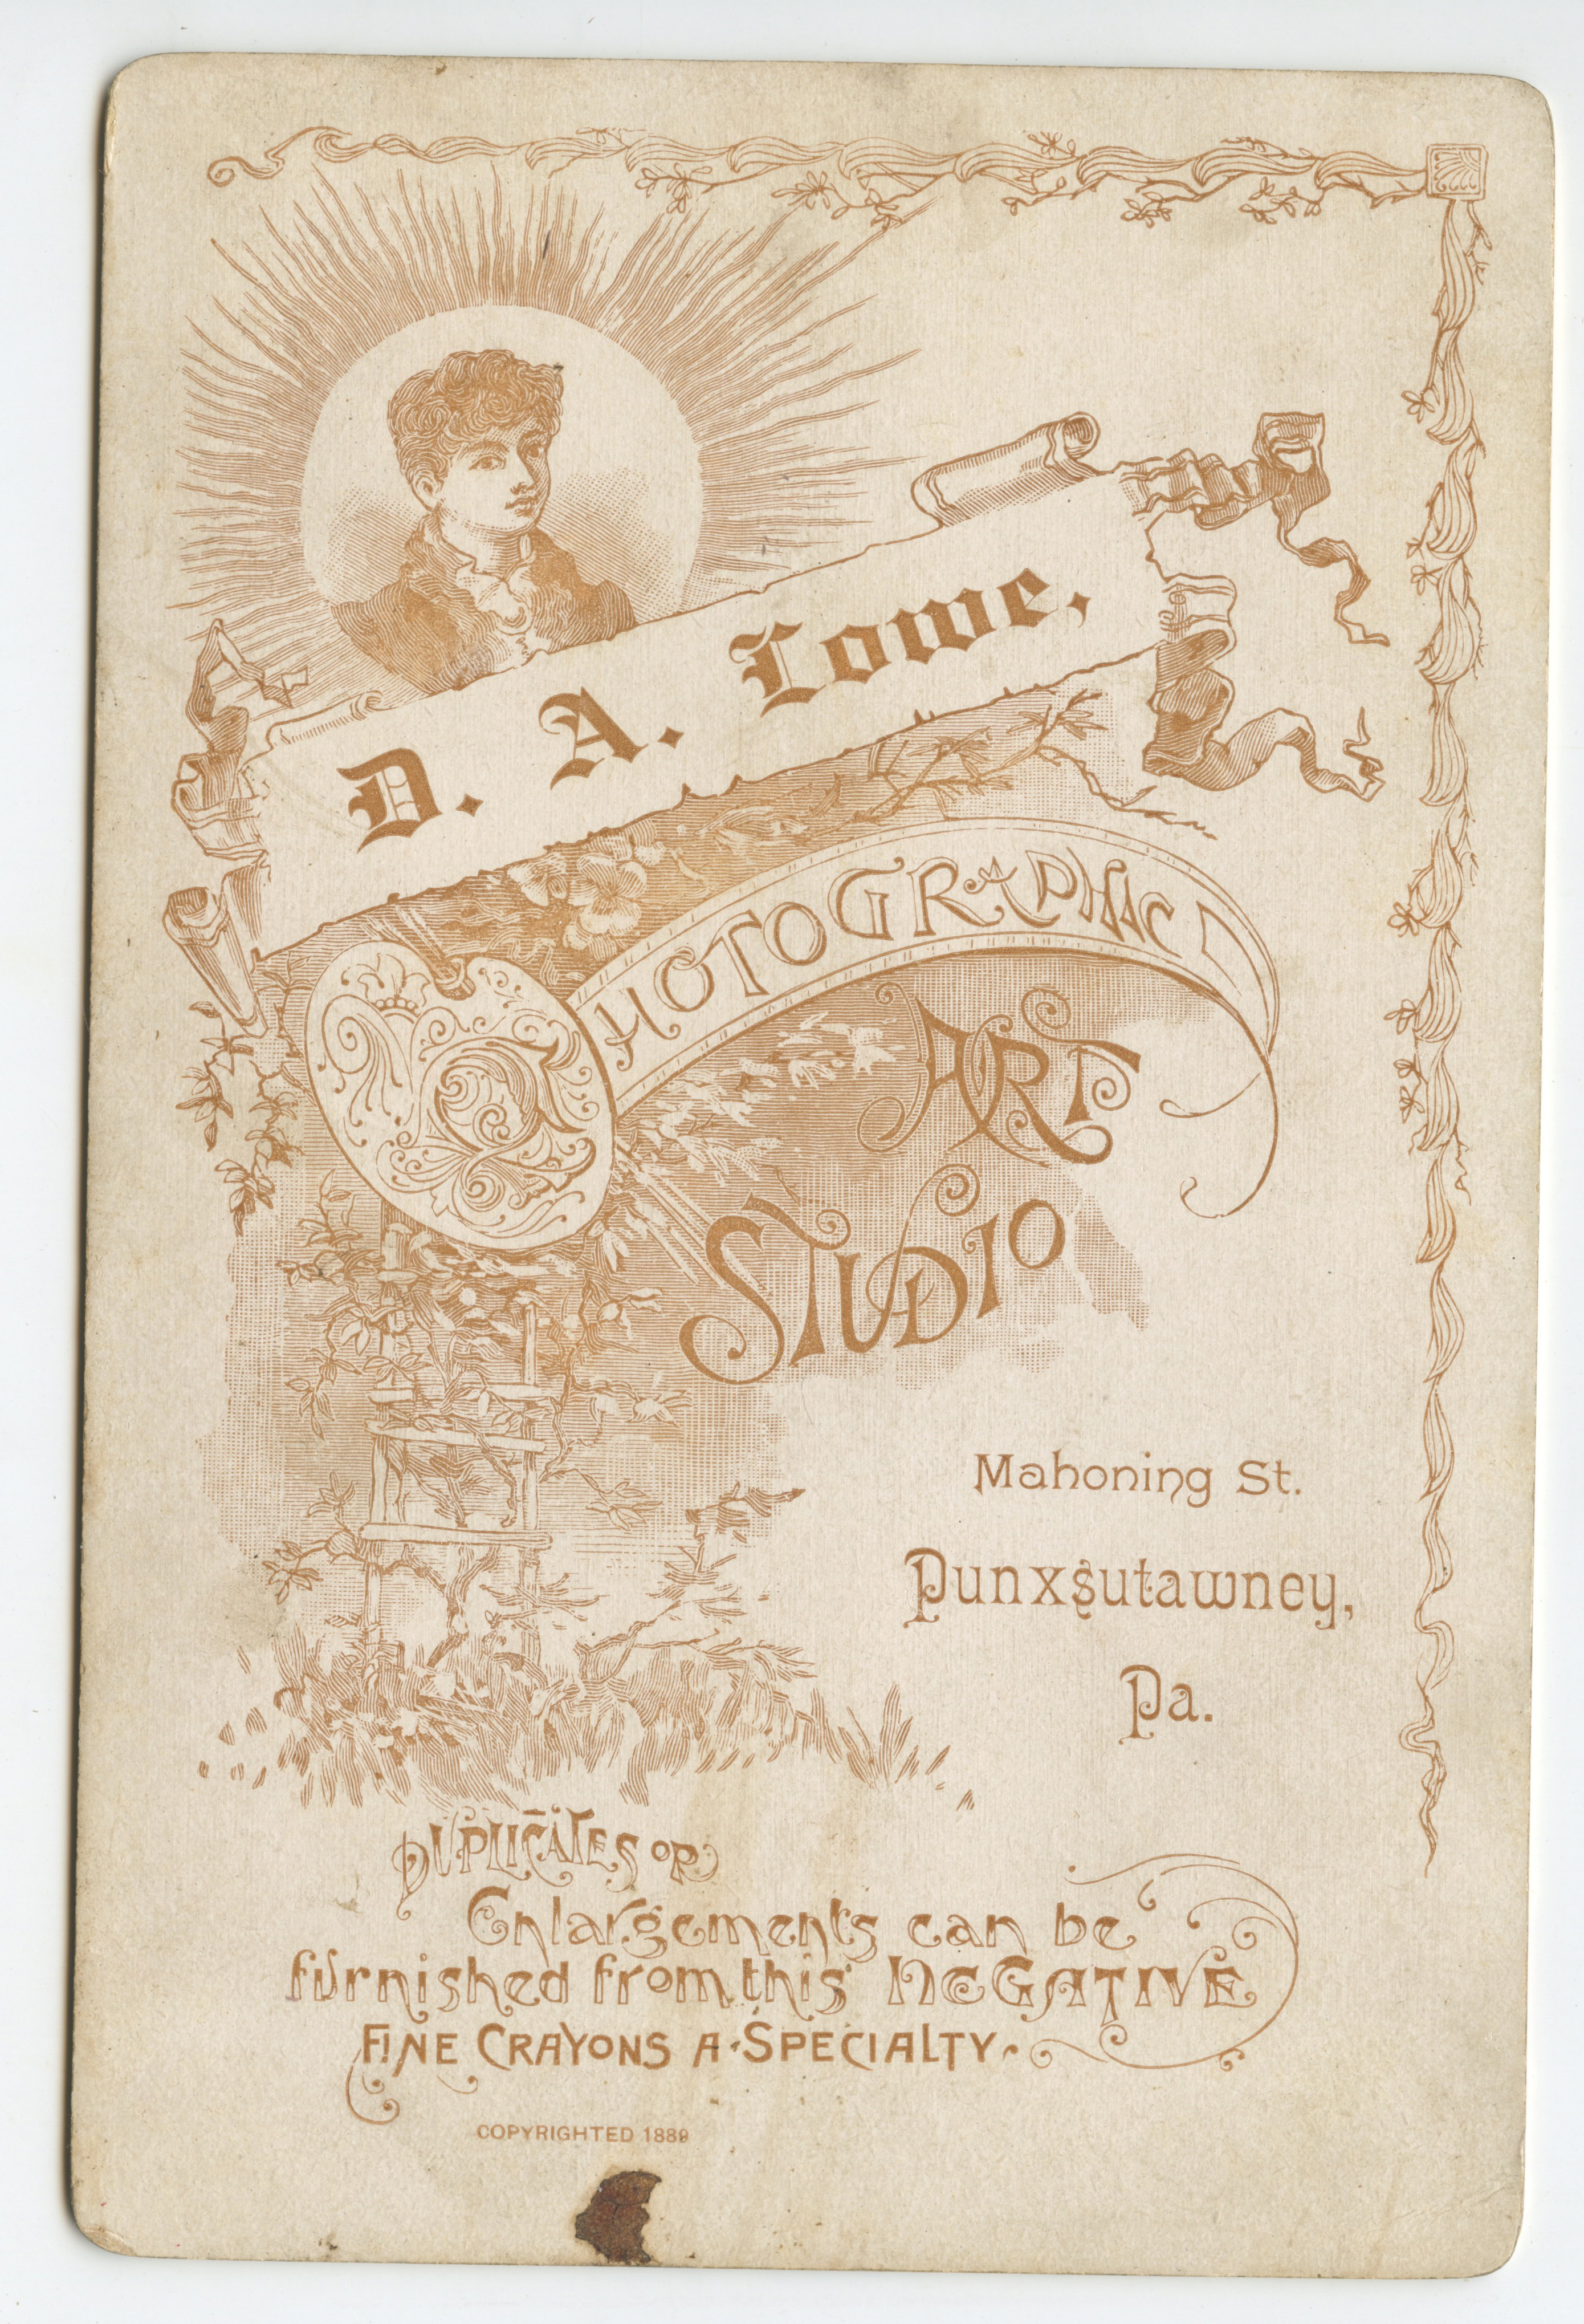 D. A. Lowe,
PHOTOGRAPHIC
ART
STUDIO
Mahoning St.
Punxsutawney,
Pa.
DUPLICATES OR
Enlargements can be
furnished from this NEGATIVE
FINE CRAYONS A SPECIALTY.
COPYRIGHTED 1889